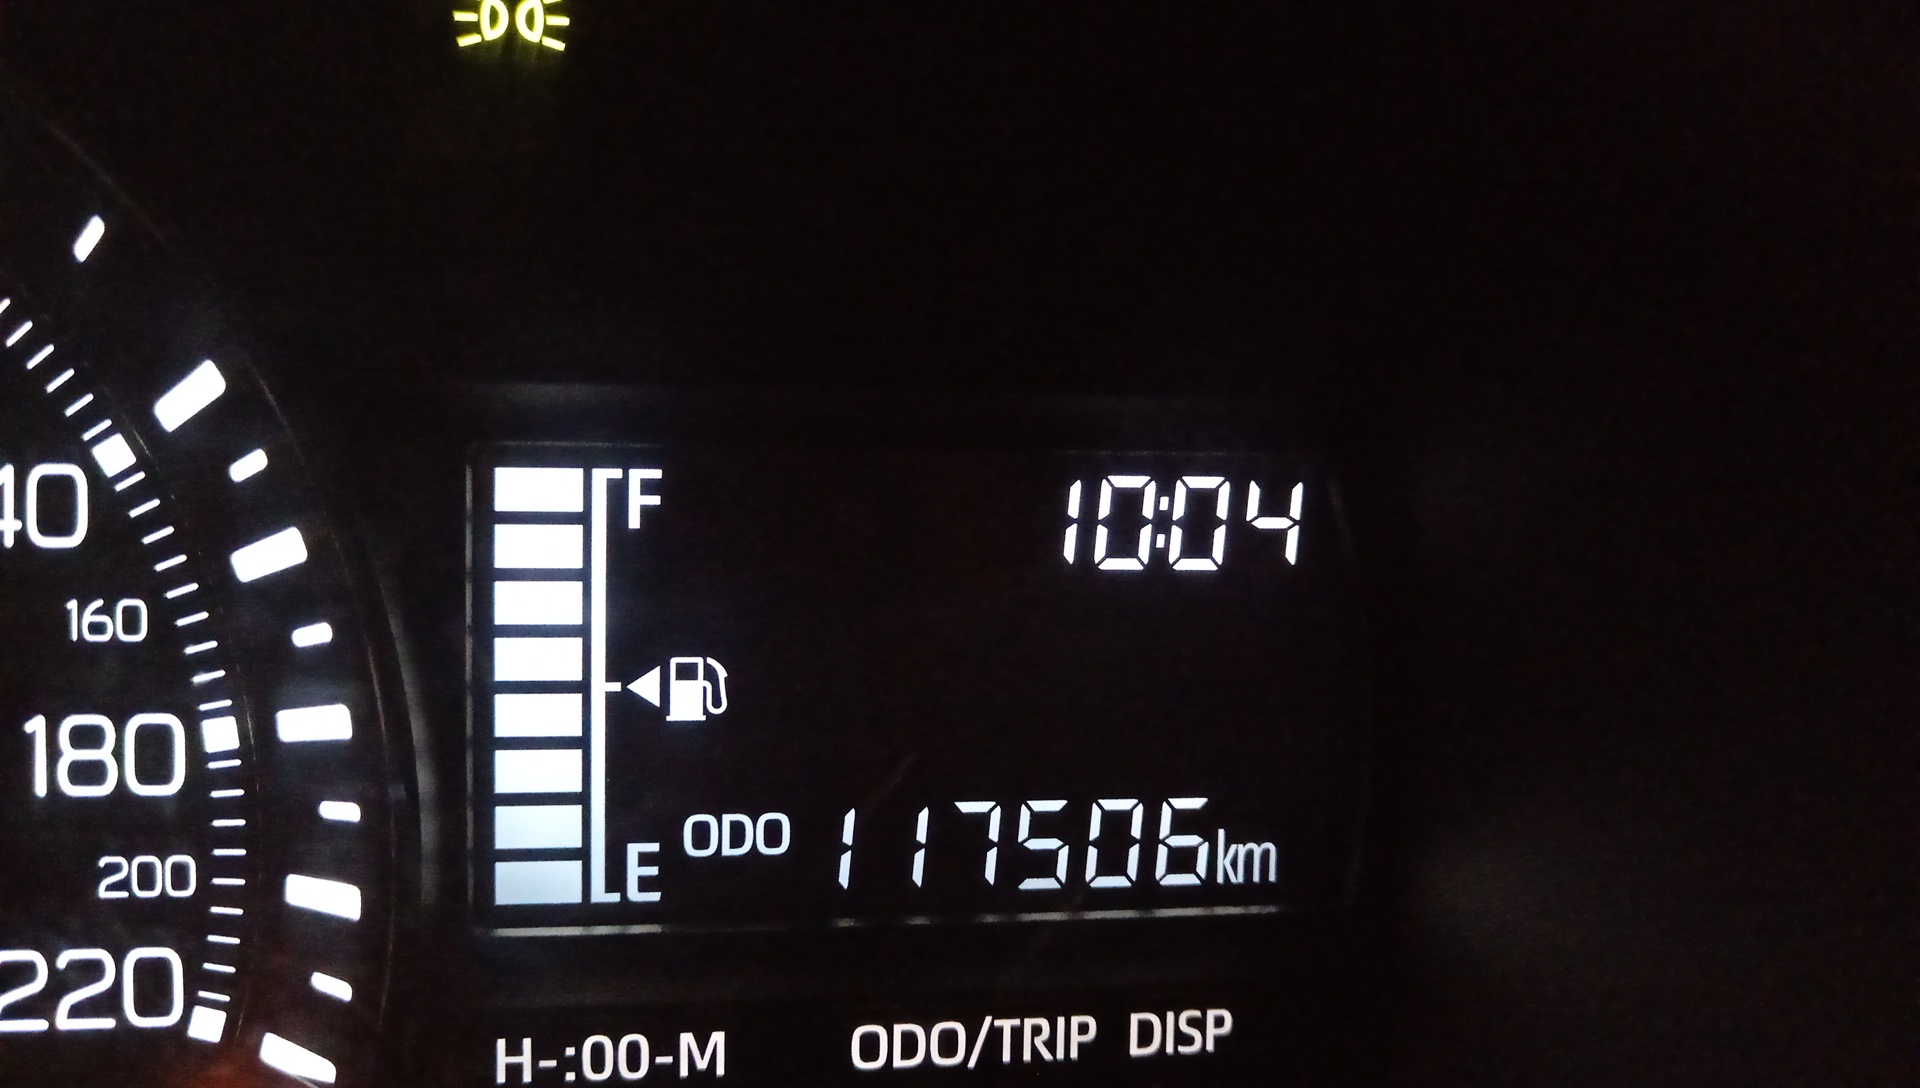 F
10:04
40
160
180
ODO 117506km
E
200
220
H-:00-M ODO/TRIP DISP